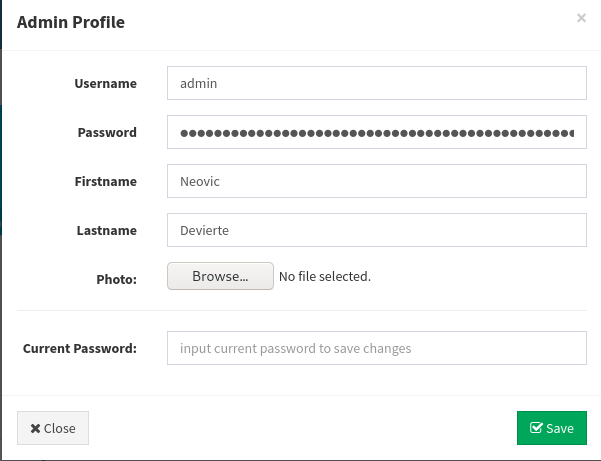 Admin Profile ×
Username admin
Password ●●●●●●●●●●●●●●●●●●●●●●●●●●●●●●●●●●●●●●●●●●●●●●●
Firstname Neovic
Lastname Devierte
Photo: Browse... No file selected.
Current Password: input current password to save changes
✖ Close Save